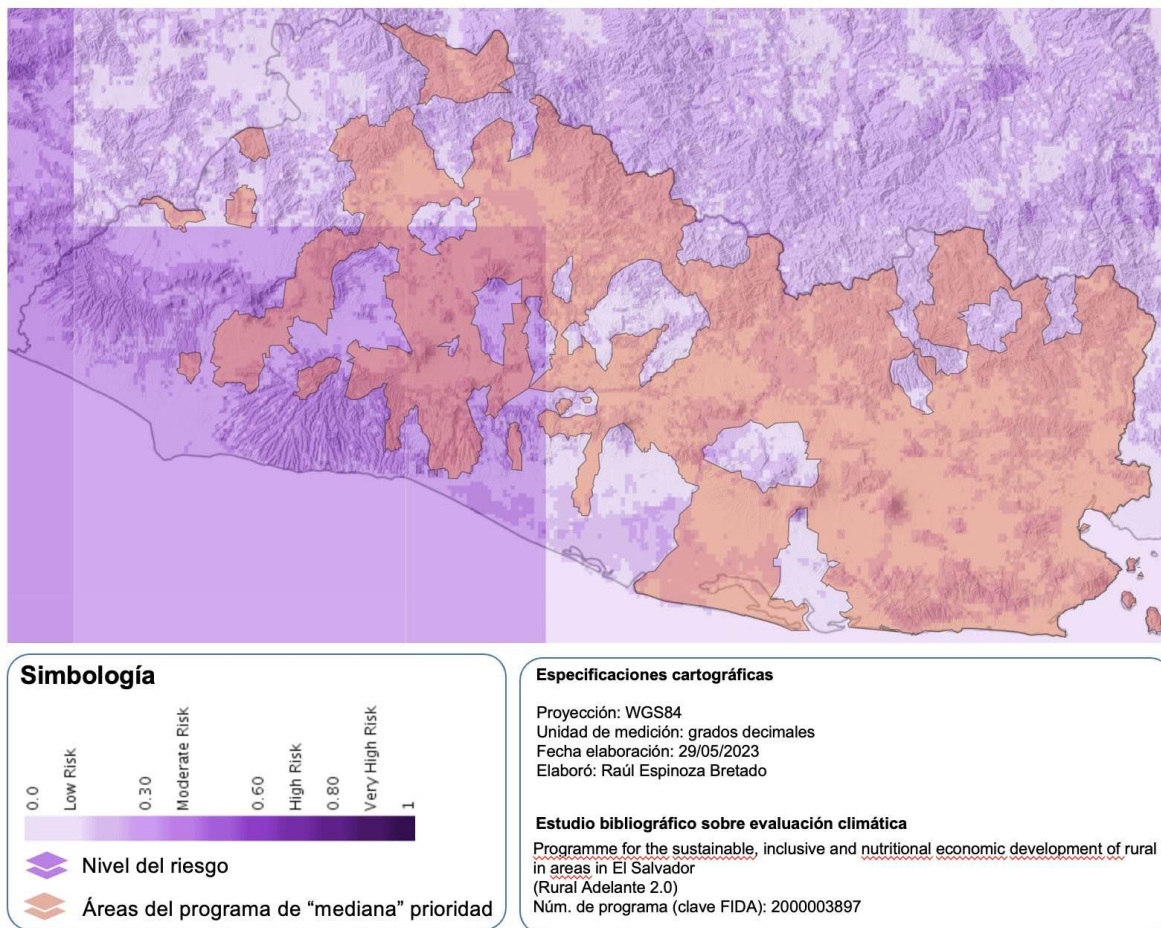 Simbología
0.0
Low Risk
0.30
Moderate Risk
0.60
High Risk
0.80
Very High Risk
1
Nivel del riesgo
Áreas del programa de “mediana” prioridad
Especificaciones cartográficas
Proyección: WGS84
Unidad de medición: grados decimales
Fecha elaboración: 29/05/2023
Elaboró: Raúl Espinoza Bretado
Estudio bibliográfico sobre evaluación climática
Programme for the sustainable, inclusive and nutritional economic development of rural
in areas in El Salvador
(Rural Adelante 2.0)
Núm. de programa (clave FIDA): 2000003897